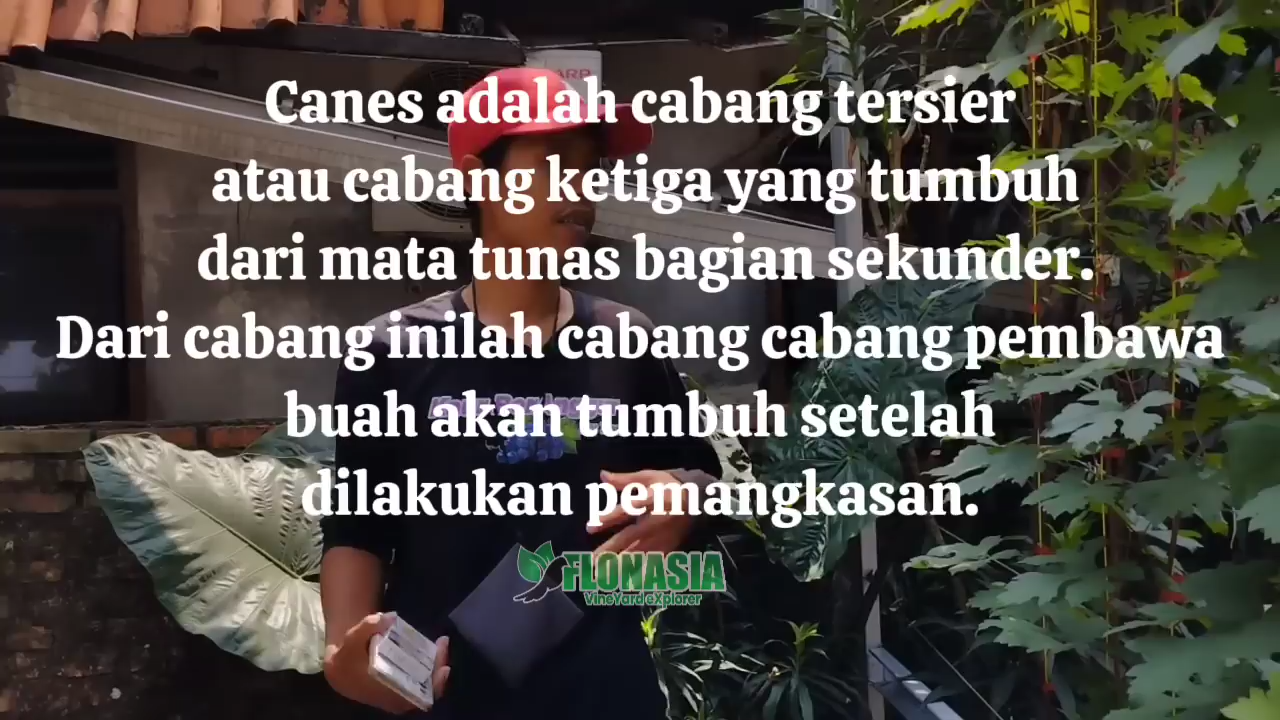 Canes adalah cabang tersier
atau cabang ketiga yang tumbuh
dari mata tunas bagian sekunder.
Dari cabang inilah cabang cabang pembawa
buah akan tumbuh setelah
dilakukan pemangkasan.
FLONASIA
VineYard eXplorer